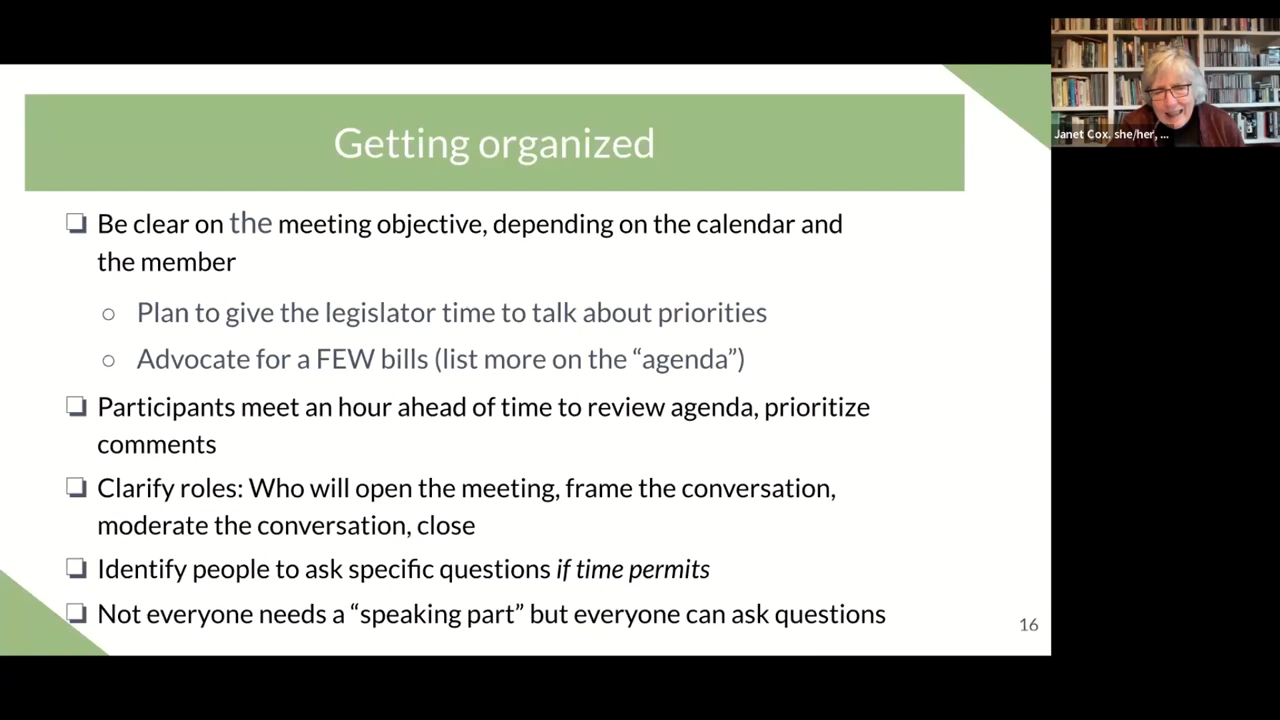 Getting organized
❏ Be clear on the meeting objective, depending on the calendar and
the member
○ Plan to give the legislator time to talk about priorities
○ Advocate for a FEW bills (list more on the “agenda”)
❏ Participants meet an hour ahead of time to review agenda, prioritize
comments
❏ Clarify roles: Who will open the meeting, frame the conversation,
moderate the conversation, close
❏ Identify people to ask specific questions if time permits
❏ Not everyone needs a “speaking part” but everyone can ask questions
16
Janet Cox. she/her, ...